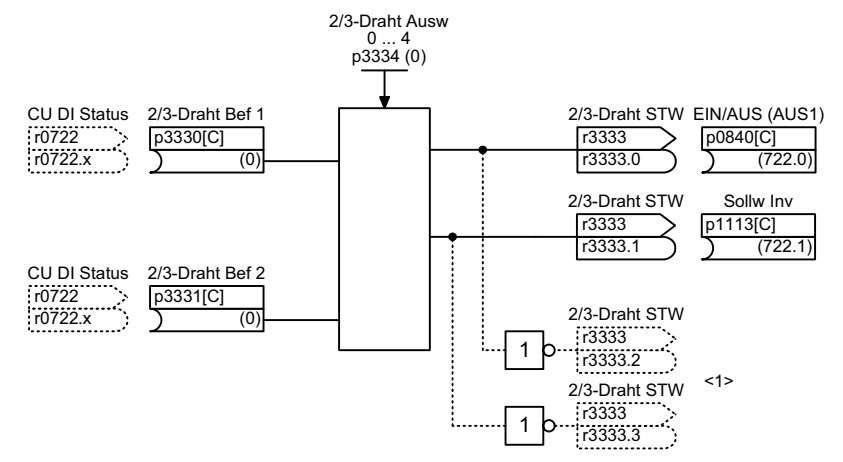 2/3-Draht Ausw
0 ... 4
p3334 (0)
CU DI Status
r0722
r0722.x
2/3-Draht Bef 1
p3330[C]
(0)
2/3-Draht STW
r3333
r3333.0
EIN/AUS (AUS1)
p0840[C]
(722.0)
2/3-Draht STW
r3333
r3333.1
Sollw Inv
p1113[C]
(722.1)
CU DI Status
r0722
r0722.x
2/3-Draht Bef 2
p3331[C]
(0)
1
2/3-Draht STW
r3333
r3333.2
<1>
1
2/3-Draht STW
r3333
r3333.3